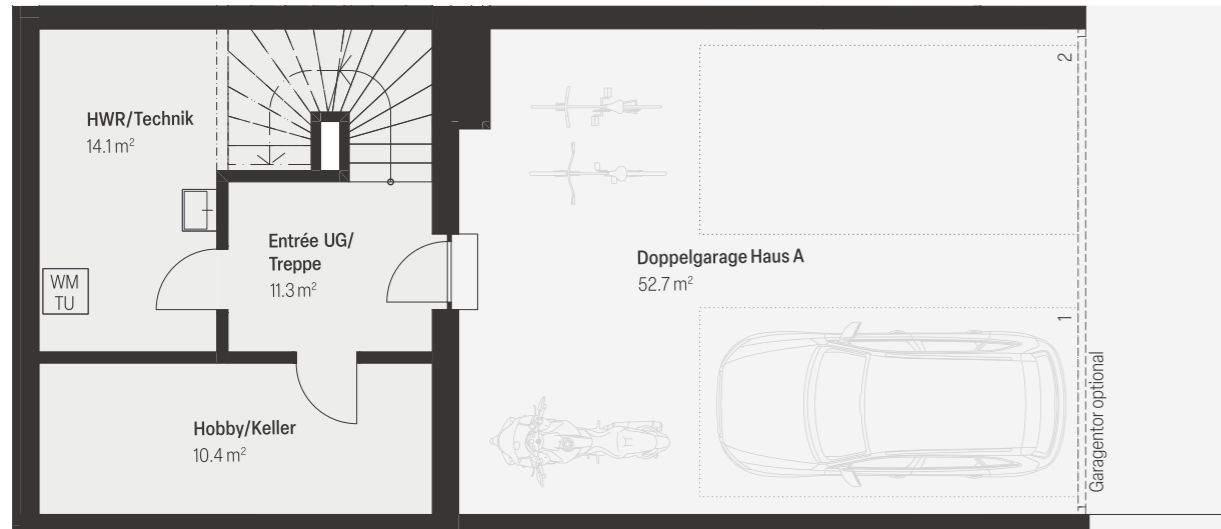 HWR/Technik
14.1 m²
WM
TU
Entrée UG/
Treppe
11.3 m²
Hobby/Keller
10.4 m²
Doppelgarage Haus A
52.7 m²
2
1
Garagentor optional